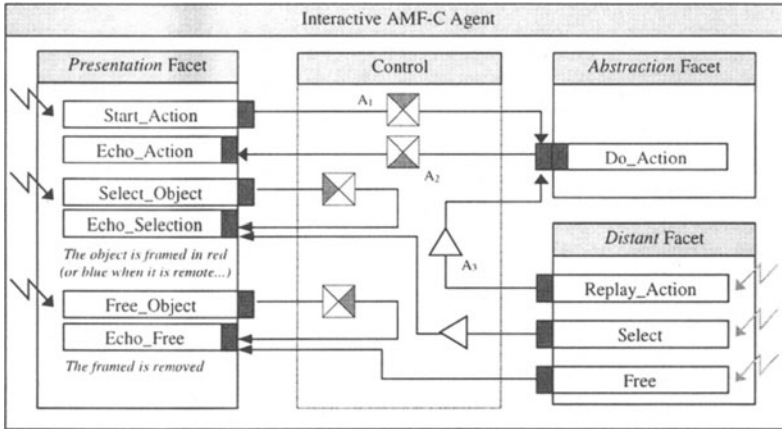 Interactive AMF-C Agent
Presentation Facet
Start_Action
Echo_Action
Select_Object
Echo_Selection
The object is framed in red
(or blue when it is remote...)
Free_Object
Echo_Free
The framed is removed
Control
A1
A2
A3
Abstraction Facet
Do_Action
Distant Facet
Replay_Action
Select
Free